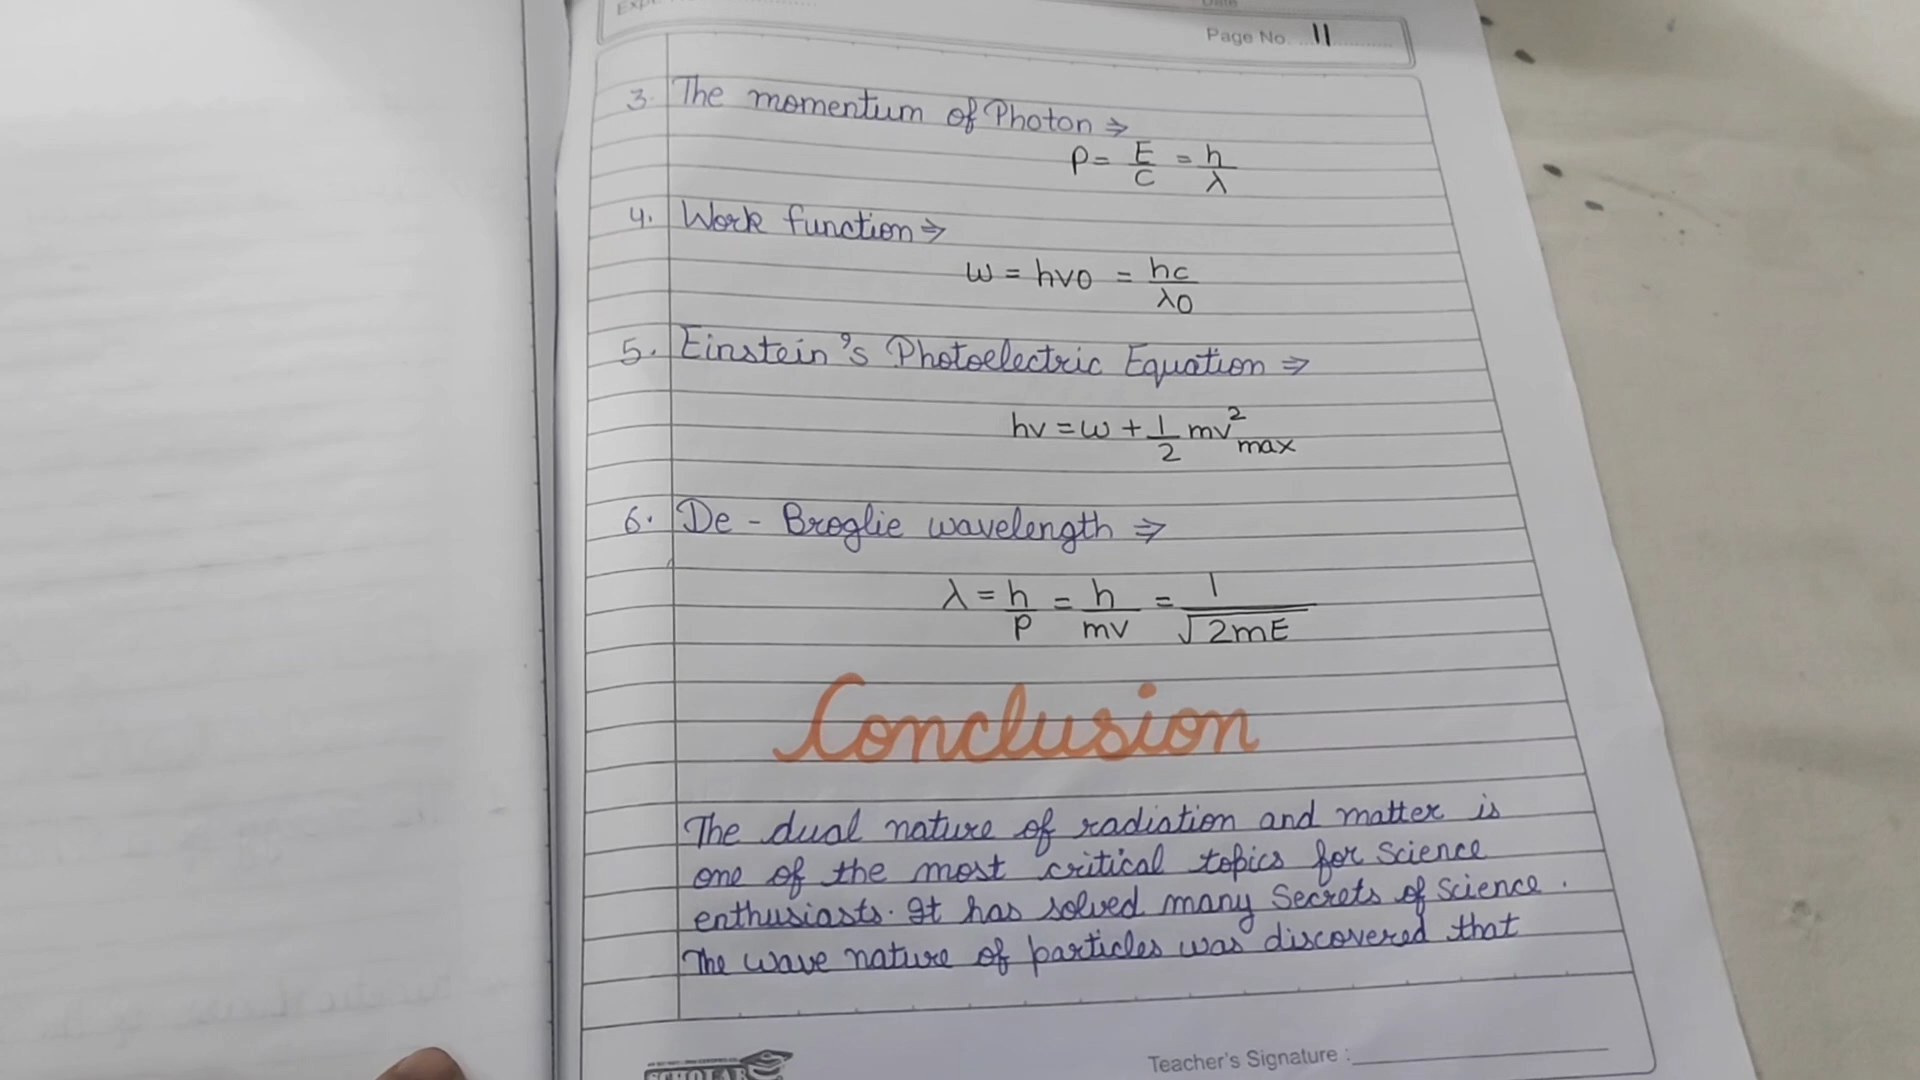 Page No. 11
3. The momentum of Photon ⇒
P = E/C = h/λ
4. Work function ⇒
W = hν0 = hc/λ0
5. Einstein's Photoelectric Equation ⇒
hν = w + 1/2 mv²max
6. De - Broglie wavelength ⇒
λ = h/P = h/mv = 1/√2mE
Conclusion
The dual nature of radiation and matter is
one of the most critical topics for science
enthusiasts. It has solved many Secrets of science.
The wave nature of particles was discovered that
Teacher's Signature :